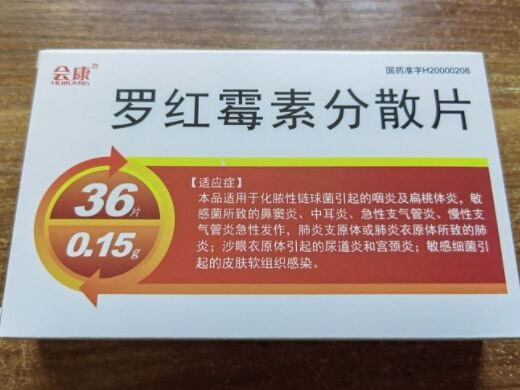 会康
HUIKANG
国药准字H20000206
罗红霉素分散片
36片
0.15g
【适应症】
本品适用于化脓性链球菌引起的咽炎及扁桃体炎,敏
感菌所致的鼻窦炎、中耳炎、急性支气管炎、慢性支
气管炎急性发作,肺炎支原体或肺炎衣原体所致的肺
炎;沙眼衣原体引起的尿道炎和宫颈炎;敏感细菌引
起的皮肤软组织感染。